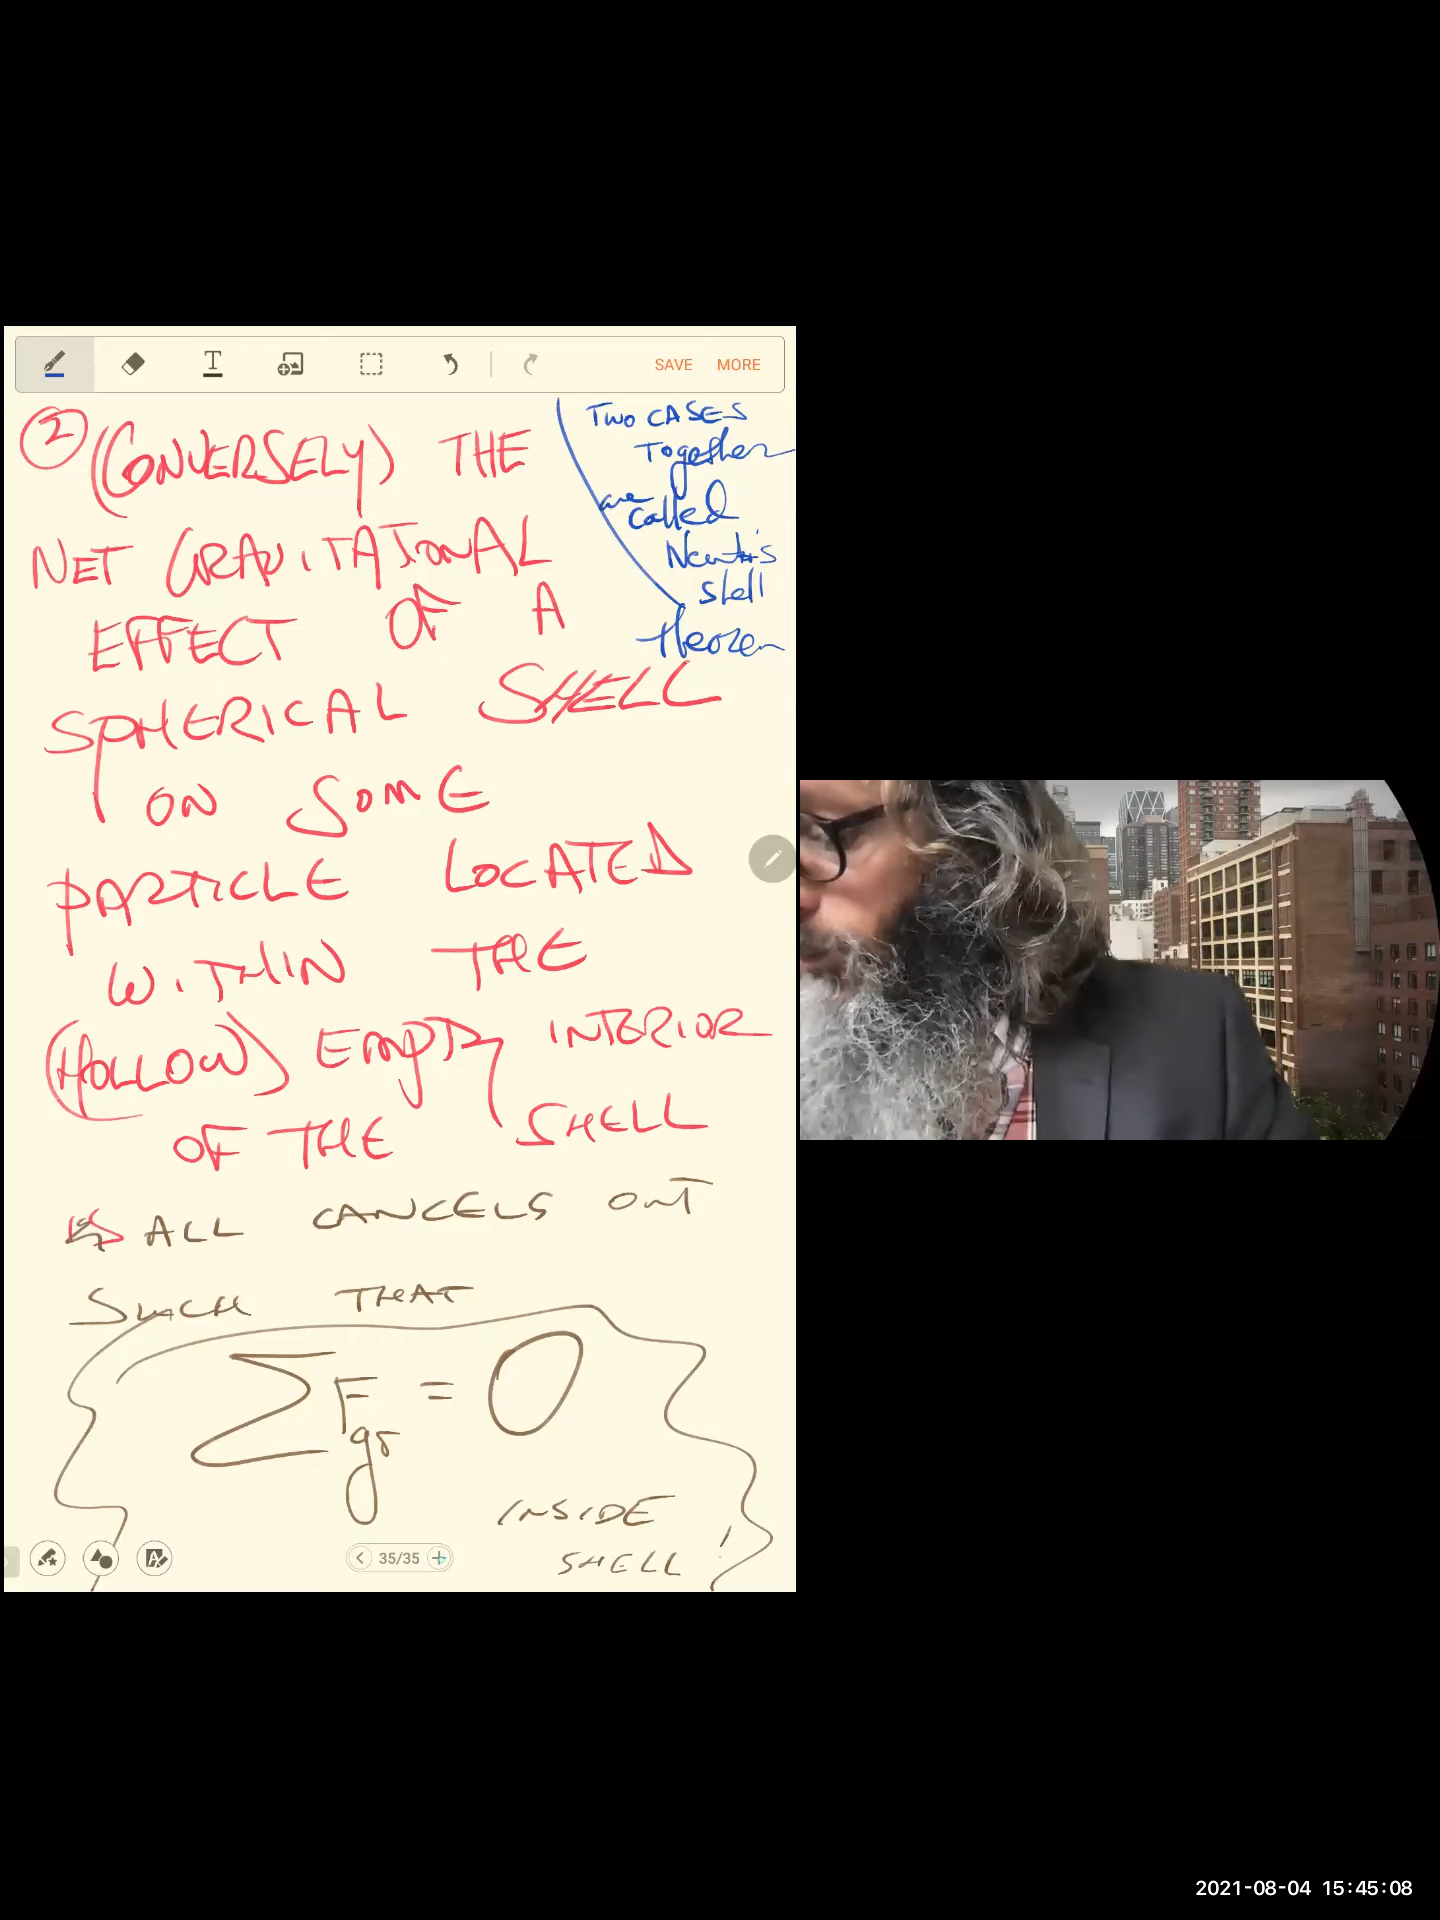 SAVE MORE
② (CONVERSELY) THE
NET GRAVITATIONAL
EFFECT OF A
SPHERICAL SHELL
ON SOME
PARTICLE LOCATED
WITHIN THE
(HOLLOW) EMPTY INTERIOR
OF THE SHELL
IS ALL CANCELS OUT
SUCH THAT
∑ Fgr = 0
INSIDE
SHELL!
TWO CASES
Together
are called
Newton's
shell
theorem
35/35
2021-08-04 15:45:08